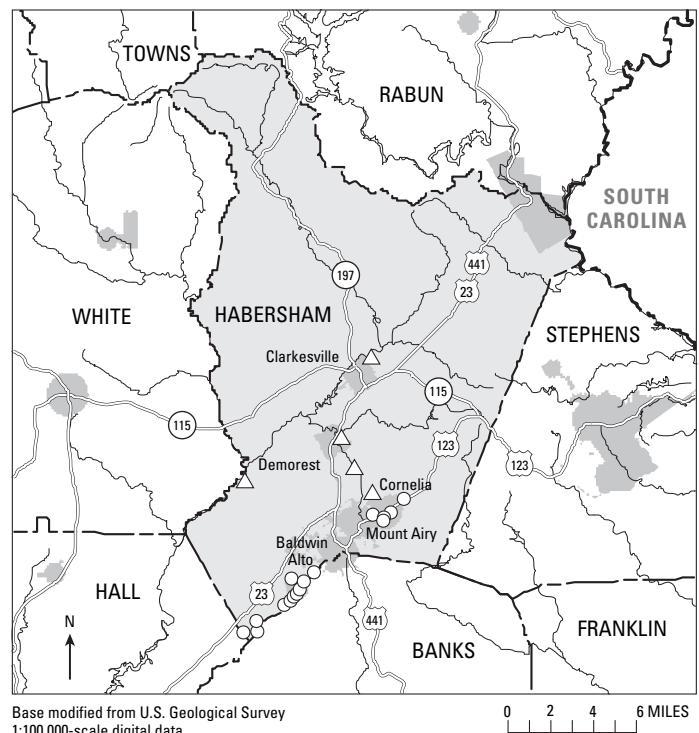 TOWNS
RABUN
SOUTH
CAROLINA
441
23
197
WHITE
HABERSHAM
STEPHENS
Clarkesville
115
115
123
123
Demorest
Cornelia
Mount Airy
Baldwin
Alto
HALL
23
N
441
BANKS
FRANKLIN
Base modified from U.S. Geological Survey
1:100,000-scale digital data
0 2 4 6 MILES